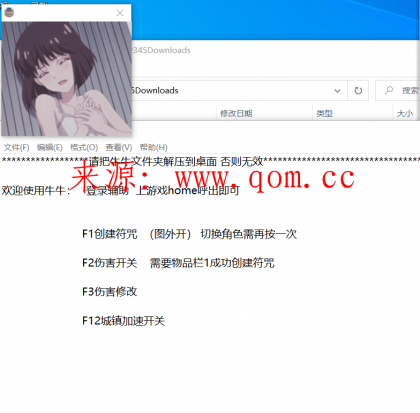 345Downloads
345Downloads
搜索
修改日期
类型
大小
文件(F) 编辑(E) 格式(O) 查看(V) 帮助(H)
******************请把牛牛文件夹解压到桌面 否则无效******************************
来源：www.qom.cc
欢迎使用牛牛： 登录辅助 上游戏home呼出即可
F1创建符咒 （图外开） 切换角色需再按一次
F2伤害开关 需要物品栏1成功创建符咒
F3伤害修改
F12城镇加速开关